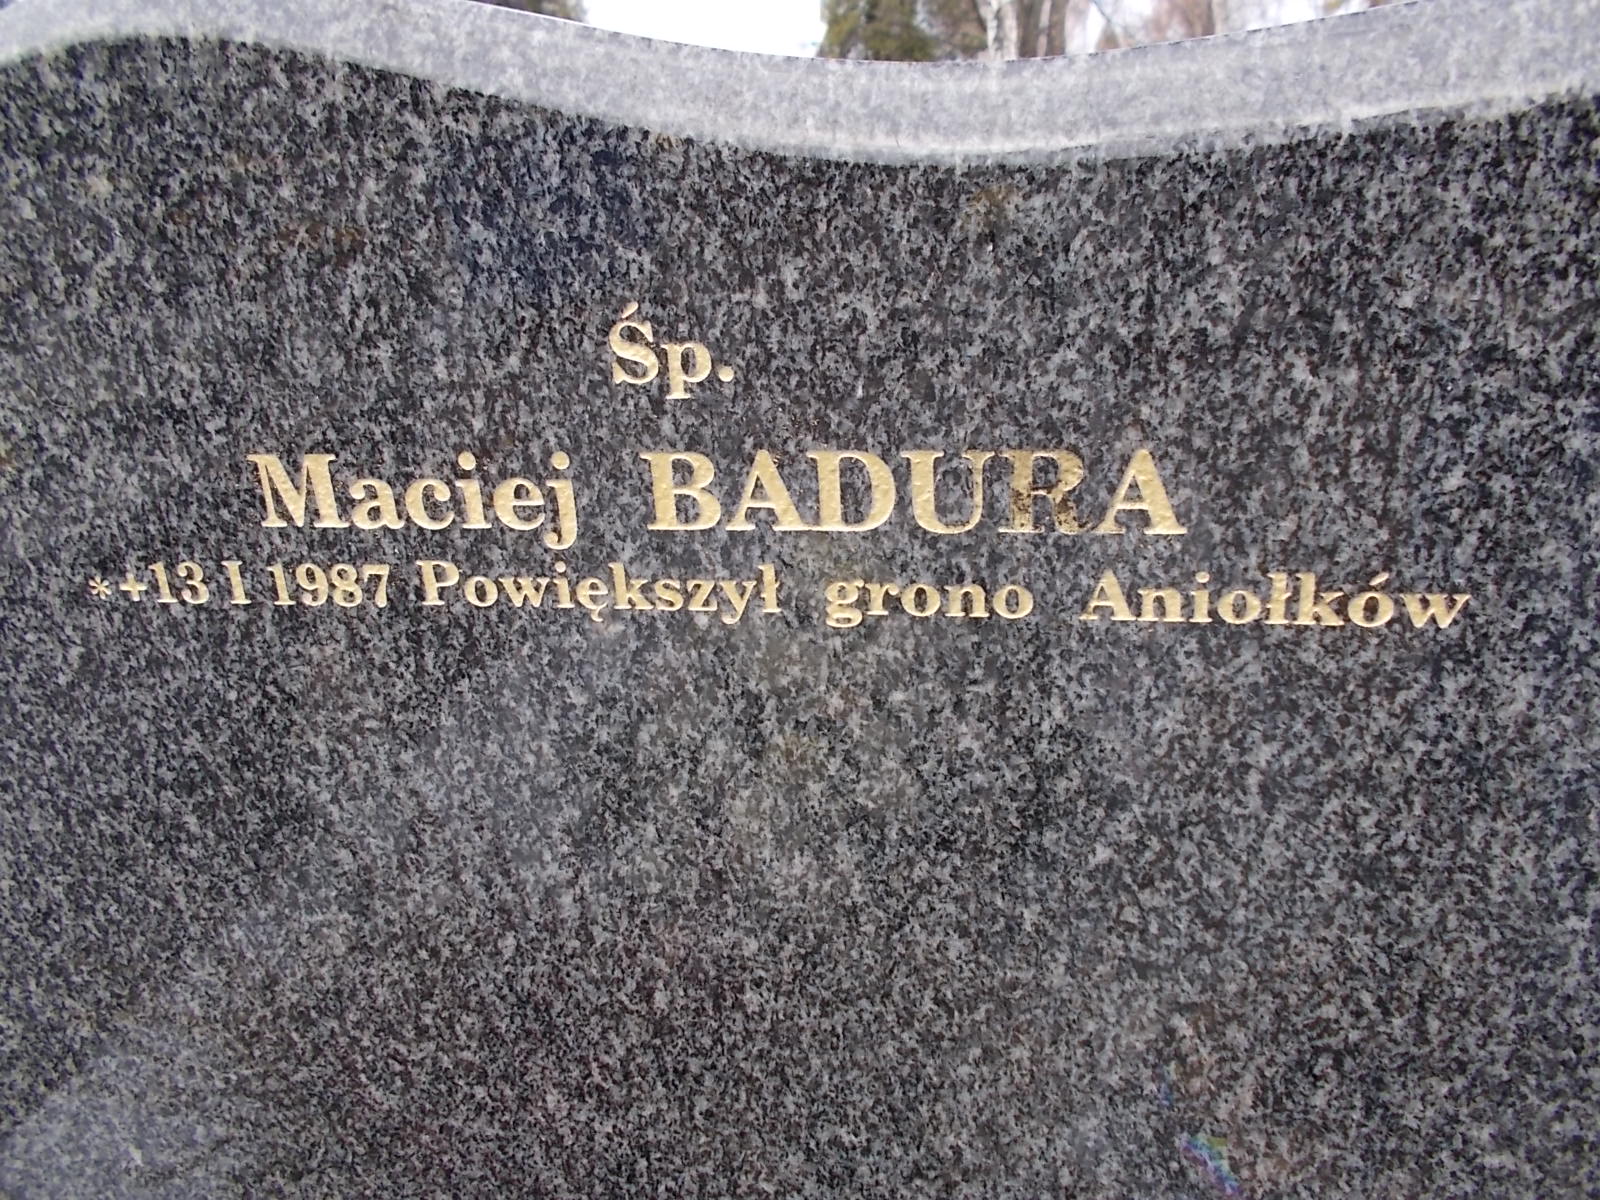 Śp.
Maciej BADURA
*+13 I 1987 Powiększył grono Aniołków